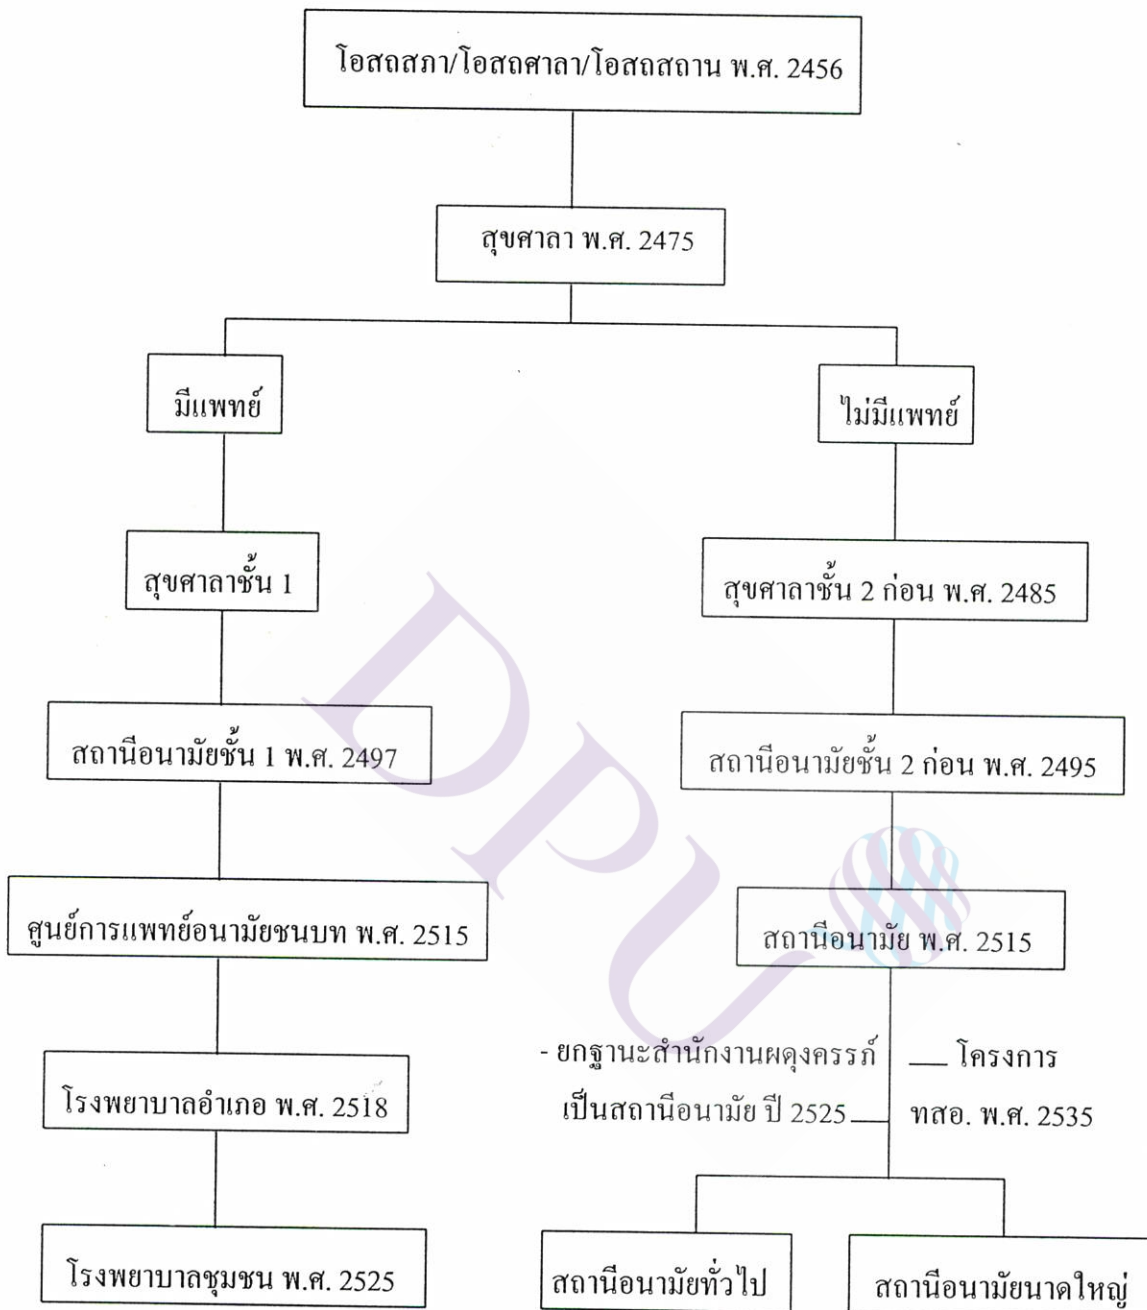 โอสถสภา/โอสถศาลา/โอสถสถาน พ.ศ. 2456
สุขศาลา พ.ศ. 2475
มีแพทย์
ไม่มีแพทย์
สุขศาลาชั้น 1
สุขศาลาชั้น 2 ก่อน พ.ศ. 2485
สถานีอนามัยชั้น 1 พ.ศ. 2497
สถานีอนามัยชั้น 2 ก่อน พ.ศ. 2495
ศูนย์การแพทย์อนามัยชนบท พ.ศ. 2515
สถานีอนามัย พ.ศ. 2515
- ยกฐานะสำนักงานผดุงครรภ์
เป็นสถานีอนามัย ปี 2525
โครงการ
ทสอ. พ.ศ. 2535
โรงพยาบาลอำเภอ พ.ศ. 2518
โรงพยาบาลชุมชน พ.ศ. 2525
สถานีอนามัยทั่วไป
สถานีอนามัยนาดใหญ่
DPU